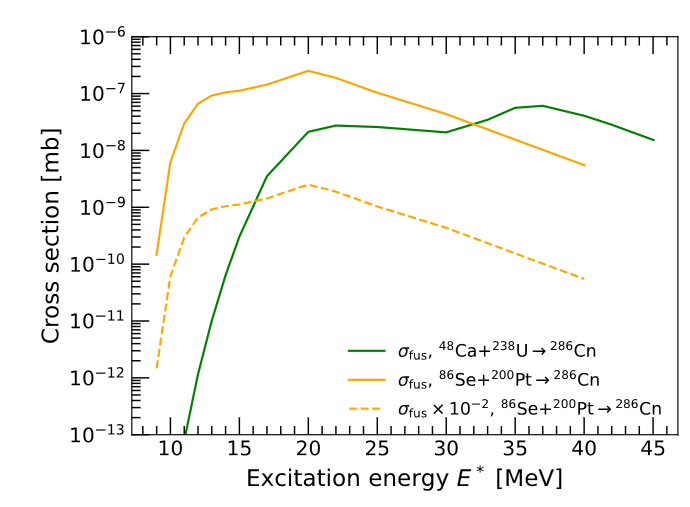 10⁻⁶
10⁻⁷
10⁻⁸
10⁻⁹
10⁻¹⁰
10⁻¹¹
10⁻¹²
10⁻¹³
Cross section [mb]
σfus, ⁴⁸Ca+²³⁸U→²⁸⁶Cn
σfus, ⁸⁶Se+²⁰⁰Pt→²⁸⁶Cn
σfus × 10⁻², ⁸⁶Se+²⁰⁰Pt→²⁸⁶Cn
10 15 20 25 30 35 40 45
Excitation energy E* [MeV]